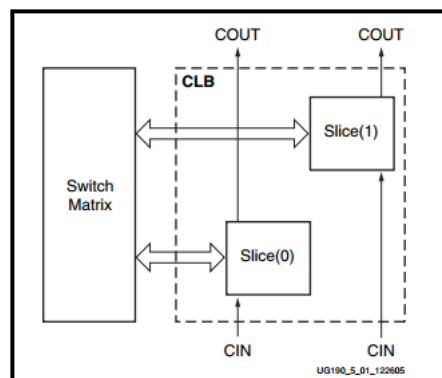 COUT COUT
CLB
Slice(1)
Switch
Matrix
Slice(0)
CIN CIN
UG190_5_01_122605